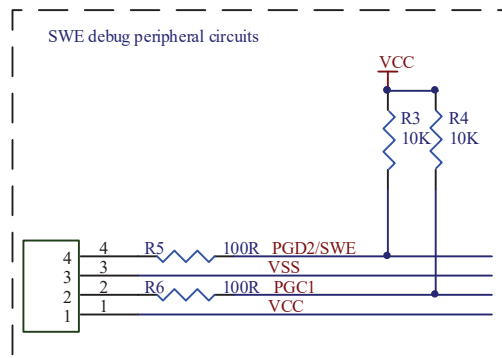 SWE debug peripheral circuits
VCC
R3 R4
10K 10K
4 4 R5 100R PGD2/SWE
3 3 VSS
2 2 R6 100R PGC1
1 1 VCC